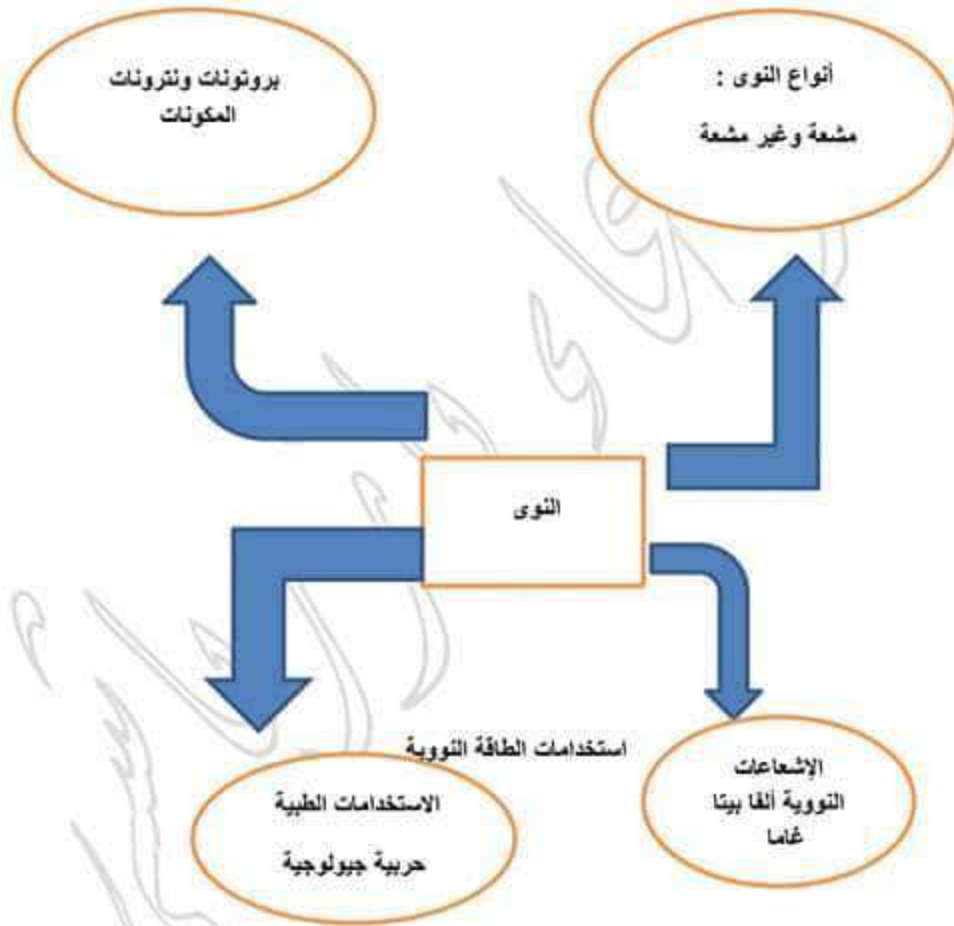 أنواع النوى :
مشعة وغير مشعة
بروتونات ونترونات
المكونات
النوى
استخدامات الطاقة النووية
الإشعاعات
النووية ألفا بيتا
غاما
الاستخدامات الطبية
حربية جيولوجية